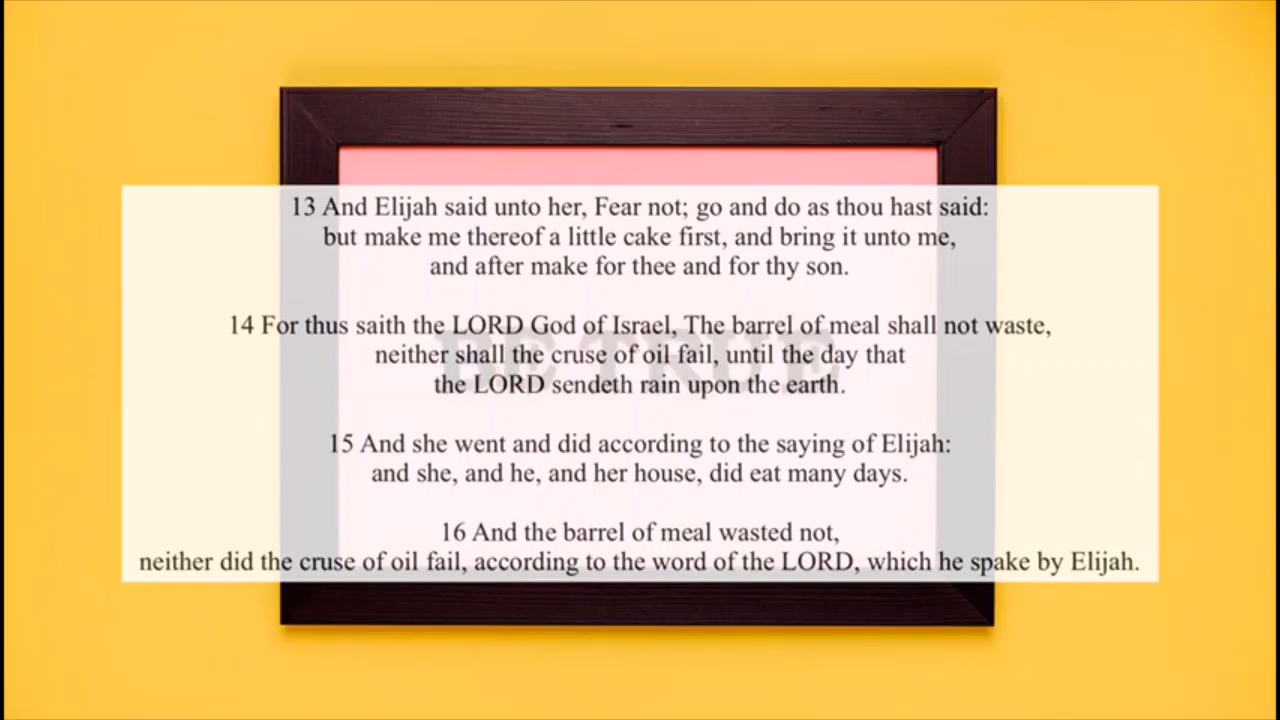 13 And Elijah said unto her, Fear not; go and do as thou hast said:
but make me thereof a little cake first, and bring it unto me,
and after make for thee and for thy son.
14 For thus saith the LORD God of Israel, The barrel of meal shall not waste,
neither shall the cruse of oil fail, until the day that
the LORD sendeth rain upon the earth.
15 And she went and did according to the saying of Elijah:
and she, and he, and her house, did eat many days.
16 And the barrel of meal wasted not,
neither did the cruse of oil fail, according to the word of the LORD, which he spake by Elijah.
BE TRUE